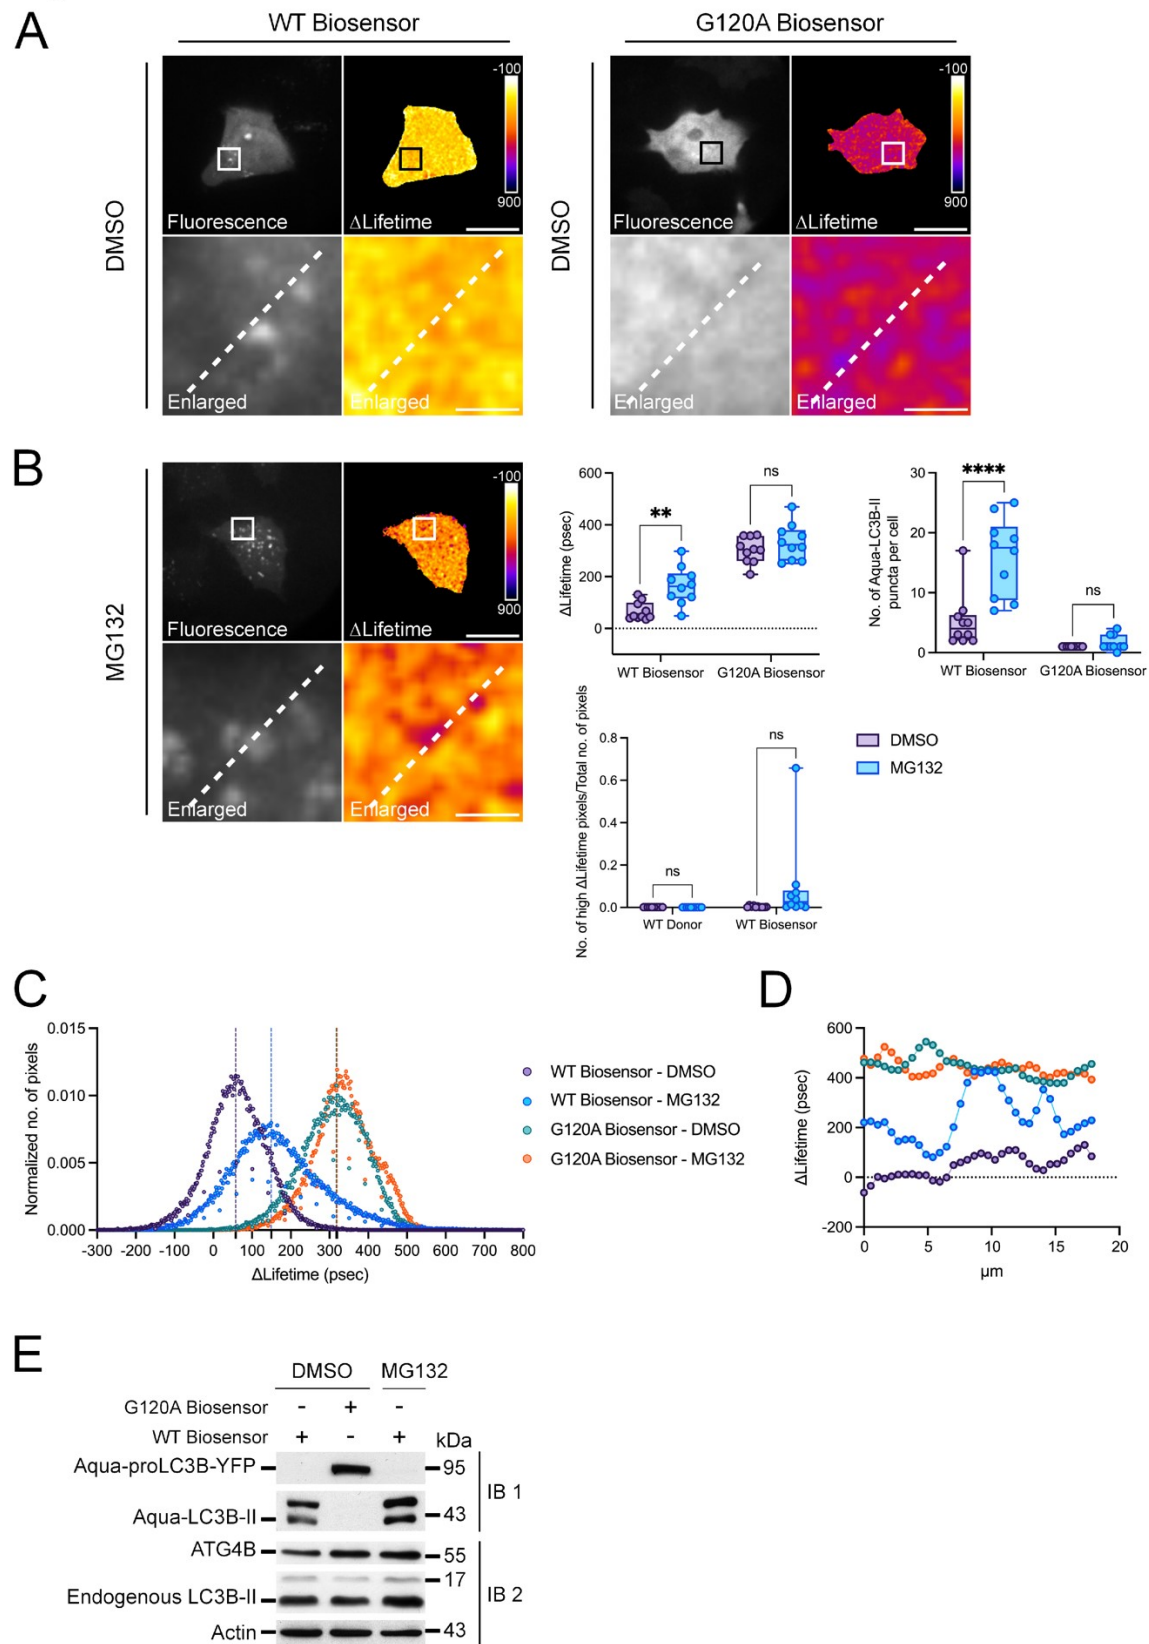 A
WT Biosensor
G120A Biosensor
DMSO
Fluorescence
ΔLifetime
-100
900
Enlarged
Enlarged
DMSO
Fluorescence
ΔLifetime
-100
900
Enlarged
Enlarged
B
MG132
Fluorescence
ΔLifetime
-100
900
Enlarged
Enlarged
ΔLifetime (psec)
600
400
200
0
**
ns
WT Biosensor
G120A Biosensor
No. of Aqua-LC3B-II
puncta per cell
30
20
10
0
****
ns
WT Biosensor
G120A Biosensor
No. of high ΔLifetime pixels/Total no. of pixels
0.8
0.6
0.4
0.2
0.0
ns
ns
WT Donor
WT Biosensor
DMSO
MG132
C
Normalized no. of pixels
0.015
0.010
0.005
0.000
-300 -200 -100 0 100 200 300 400 500 600 700 800
ΔLifetime (psec)
WT Biosensor - DMSO
WT Biosensor - MG132
G120A Biosensor - DMSO
G120A Biosensor - MG132
D
ΔLifetime (psec)
600
400
200
0
-200
0 5 10 15 20
μm
E
DMSO MG132
G120A Biosensor - + -
WT Biosensor + - + kDa
Aqua-proLC3B-YFP 95
IB 1
Aqua-LC3B-II 43
ATG4B 55
17
Endogenous LC3B-II IB 2
Actin 43